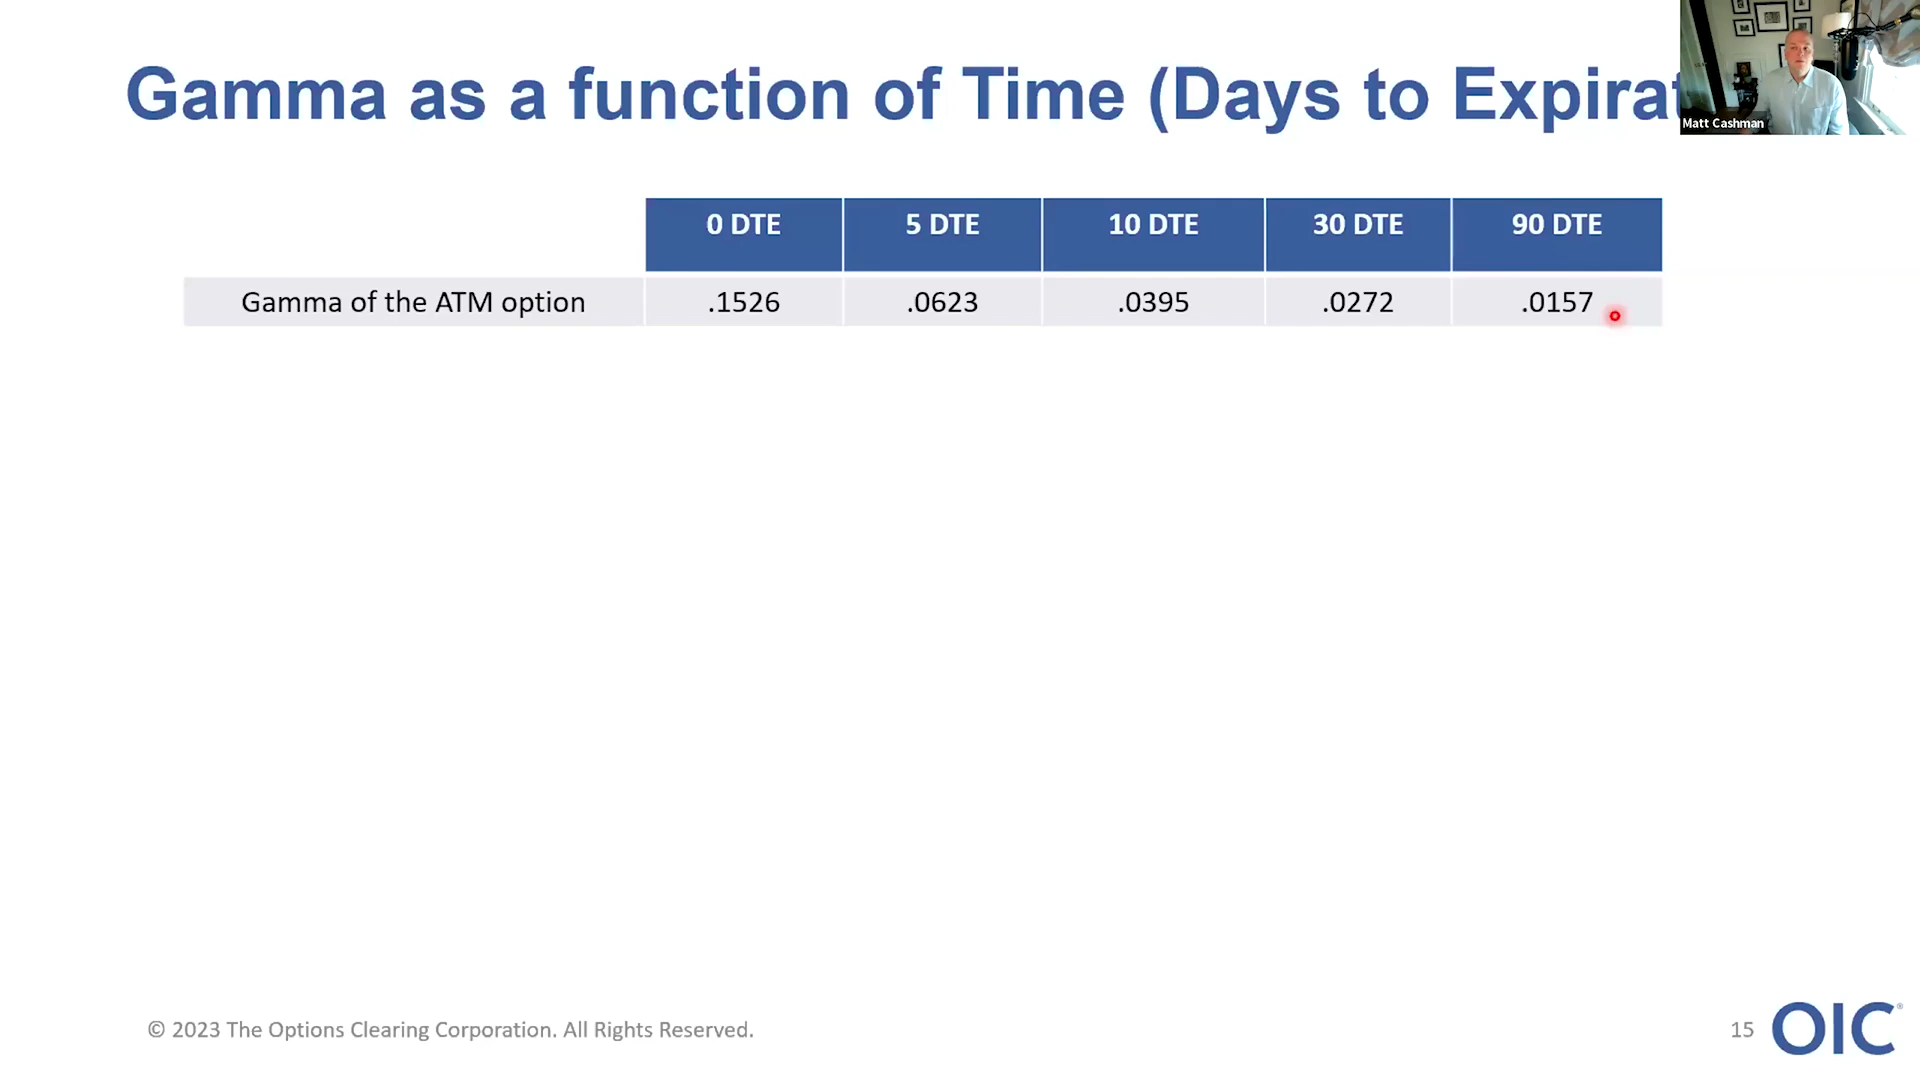 Gamma as a function of Time (Days to Expirat
Matt Cashman
0 DTE 5 DTE 10 DTE 30 DTE 90 DTE
Gamma of the ATM option .1526 .0623 .0395 .0272 .0157
© 2023 The Options Clearing Corporation. All Rights Reserved.
15 OIC®